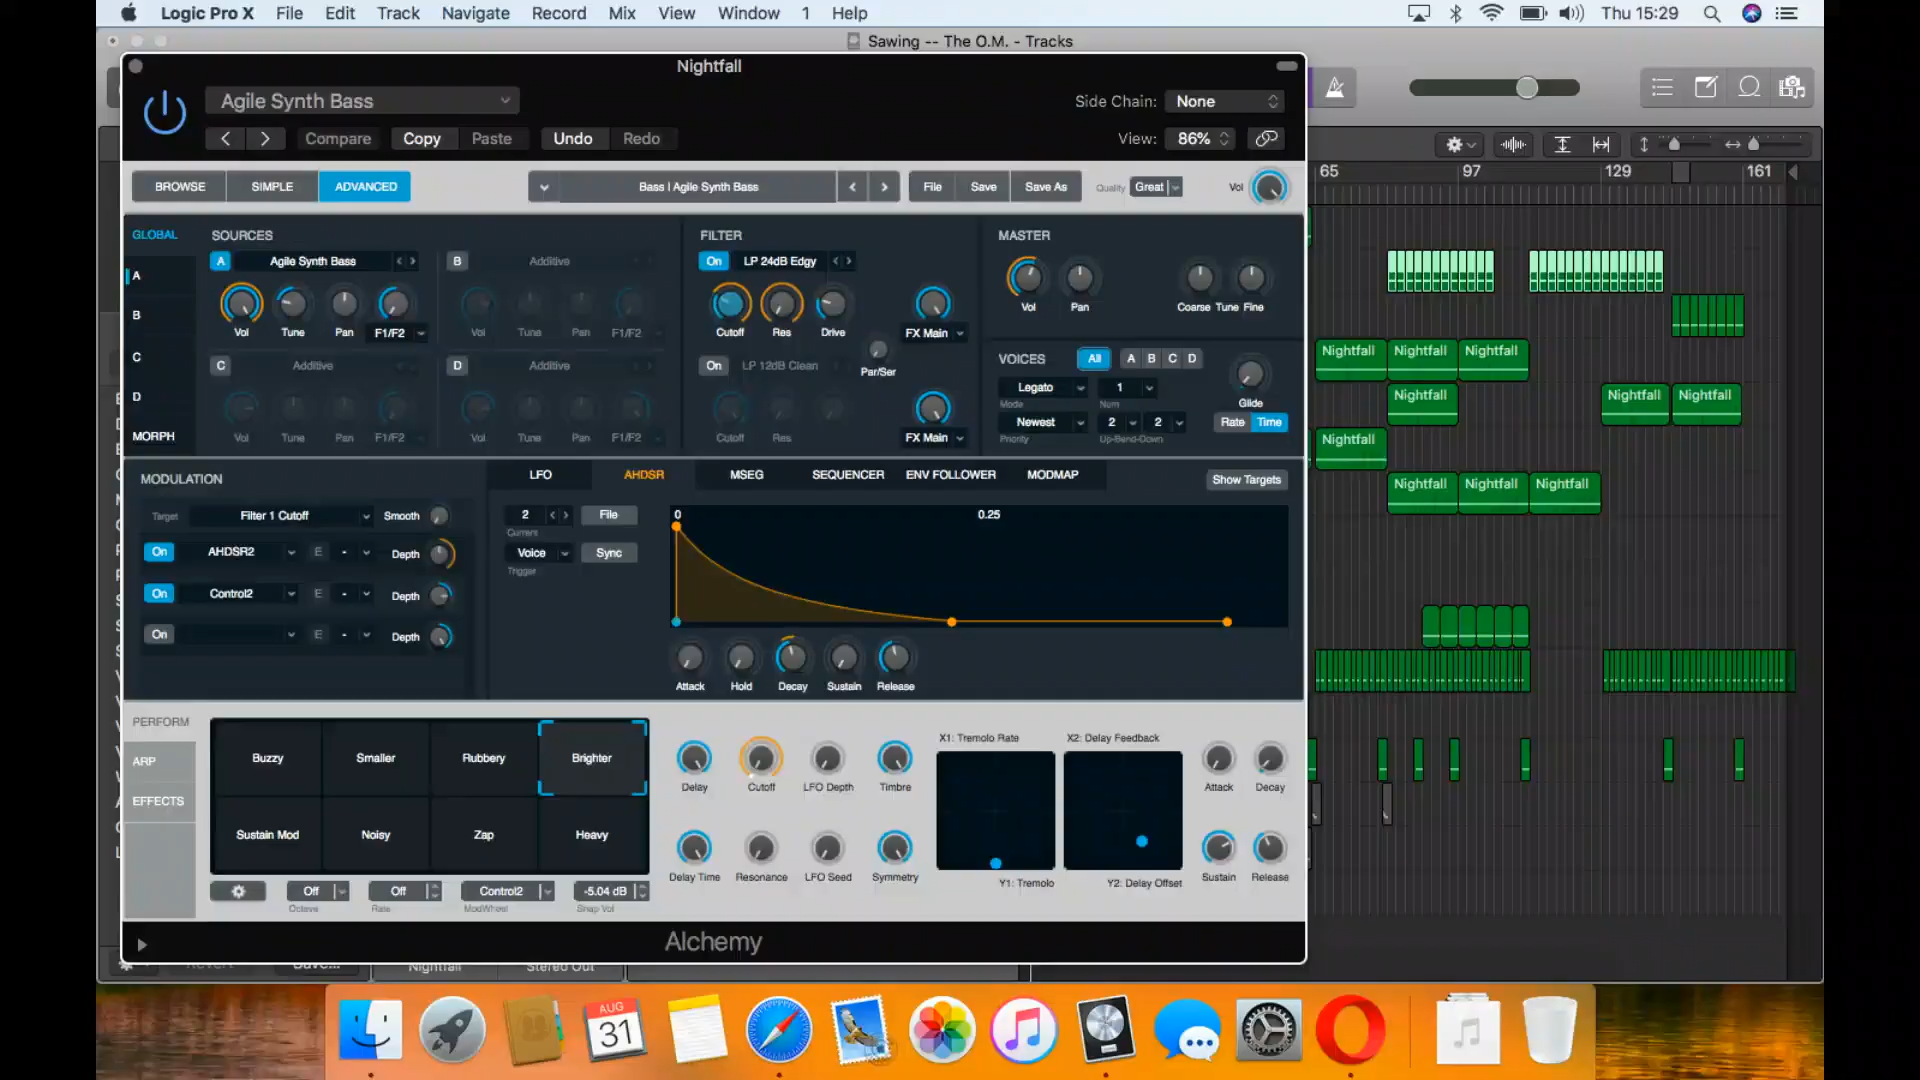 Logic Pro X File Edit Track Navigate Record Mix View Window 1 Help Thu 15:29
Sawing -- The O.M. - Tracks
Nightfall
Agile Synth Bass
Side Chain: None
Compare Copy Paste Undo Redo
View: 86%
BROWSE SIMPLE ADVANCED
Bass | Agile Synth Bass
File Save Save As
Quality Great
Vol
65 97 129 161
GLOBAL
A
B
C
D
MORPH
SOURCES
A Agile Synth Bass
Vol Tune Pan F1/F2
B Additive
Vol Tune Pan F1/F2
C Additive
Vol Tune Pan F1/F2
D Additive
Vol Tune Pan F1/F2
FILTER
On LP 24dB Edgy
Cutoff Res Drive FX Main
On LP 12dB Clean
Par/Ser
Cutoff Res FX Main
MASTER
Vol Pan Coarse Tune Fine
VOICES All A B C D
Legato 1
Mode Num
Glide
Newest 2 2
Priority Up-Bend-Down
Rate Time
Nightfall Nightfall Nightfall
Nightfall Nightfall Nightfall
Nightfall
Nightfall Nightfall Nightfall
MODULATION
Target Filter 1 Cutoff Smooth
On AHDSR2 E - Depth
On Control2 E - Depth
On E - Depth
LFO AHDSR MSEG SEQUENCER ENV FOLLOWER MODMAP
Show Targets
2 File
Current
Voice Sync
Trigger
0 0.25
Attack Hold Decay Sustain Release
PERFORM
ARP
EFFECTS
Buzzy Smaller Rubbery Brighter
Sustain Mod Noisy Zap Heavy
Off Off Control2 -5.04 dB
Octave Rate ModWheel Snap Vol
Delay Cutoff LFO Depth Timbre
Delay Time Resonance LFO Seed Symmetry
X1: Tremolo Rate X2: Delay Feedback
Y1: Tremolo Y2: Delay Offset
Attack Decay
Sustain Release
Alchemy
Nightfall Stereo Out
AUG
31